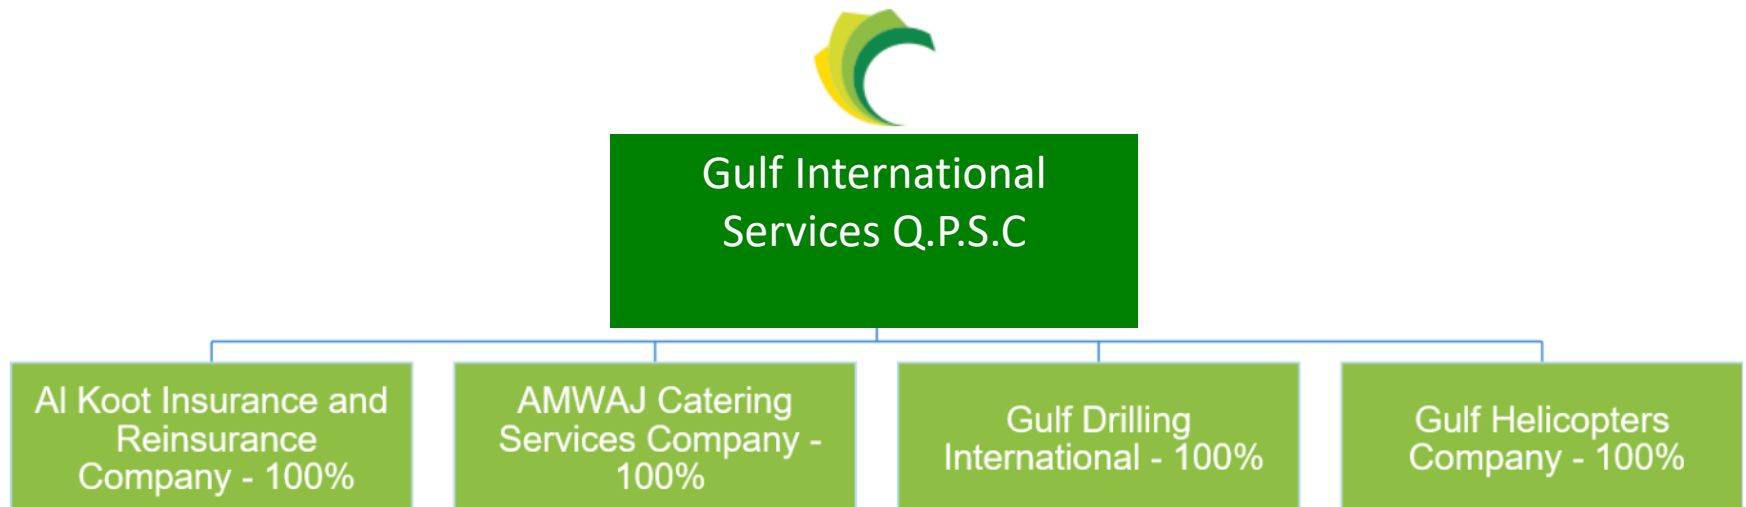 Gulf International
Services Q.P.S.C
Al Koot Insurance and
Reinsurance
Company - 100%
AMWAJ Catering
Services Company -
100%
Gulf Drilling
International - 100%
Gulf Helicopters
Company - 100%